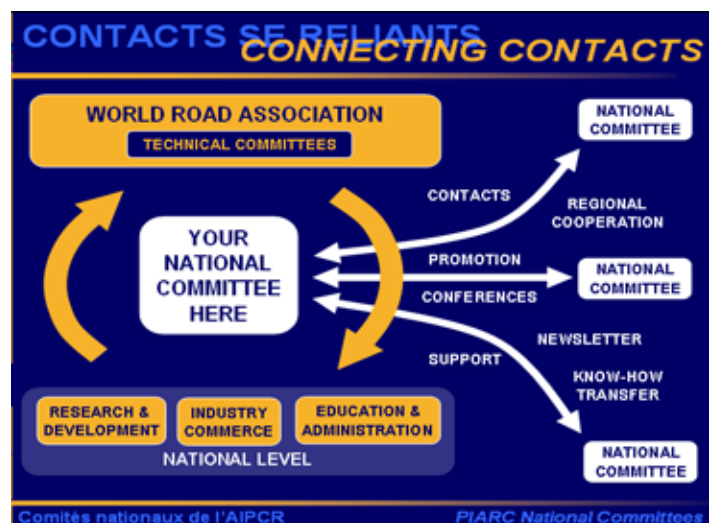 CONTACTS SE RELIANTS
CONNECTING CONTACTS
WORLD ROAD ASSOCIATION
TECHNICAL COMMITTEES
NATIONAL
COMMITTEE
CONTACTS
REGIONAL
COOPERATION
YOUR
NATIONAL
COMMITTEE
HERE
PROMOTION
CONFERENCES
NATIONAL
COMMITTEE
NEWSLETTER
SUPPORT
KNOW-HOW
TRANSFER
RESEARCH &
DEVELOPMENT
INDUSTRY
COMMERCE
EDUCATION &
ADMINISTRATION
NATIONAL LEVEL
NATIONAL
COMMITTEE
Comités nationaux de l'AIPCR
PIARC National Committees